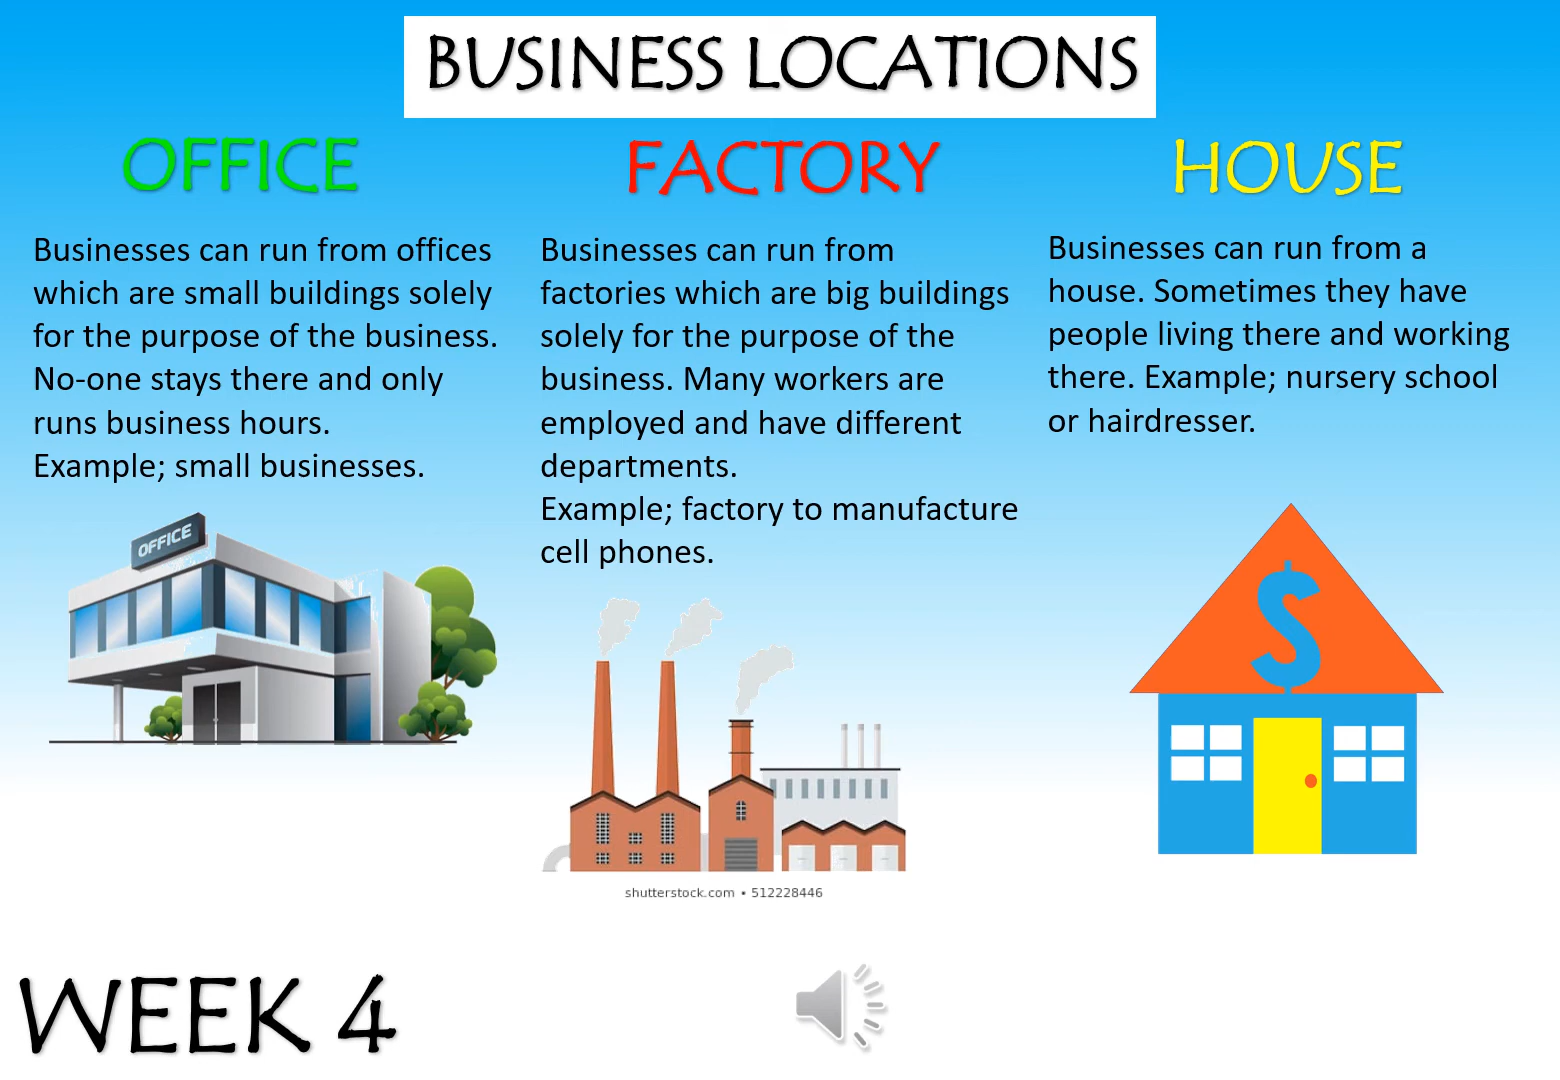 BUSINESS LOCATIONS
OFFICE
Businesses can run from offices
which are small buildings solely
for the purpose of the business.
No-one stays there and only
runs business hours.
Example; small businesses.
OFFICE
FACTORY
Businesses can run from
factories which are big buildings
solely for the purpose of the
business. Many workers are
employed and have different
departments.
Example; factory to manufacture
cell phones.
shutterstock.com • 512228446
HOUSE
Businesses can run from a
house. Sometimes they have
people living there and working
there. Example; nursery school
or hairdresser.
$
WEEK 4